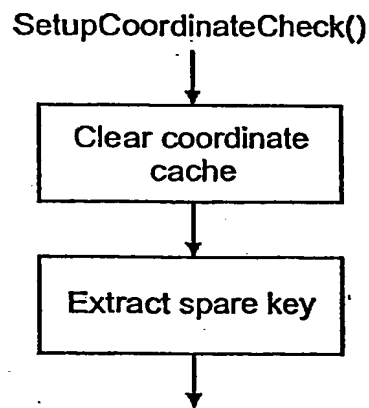 SetupCoordinateCheck()
Clear coordinate
cache
Extract spare key